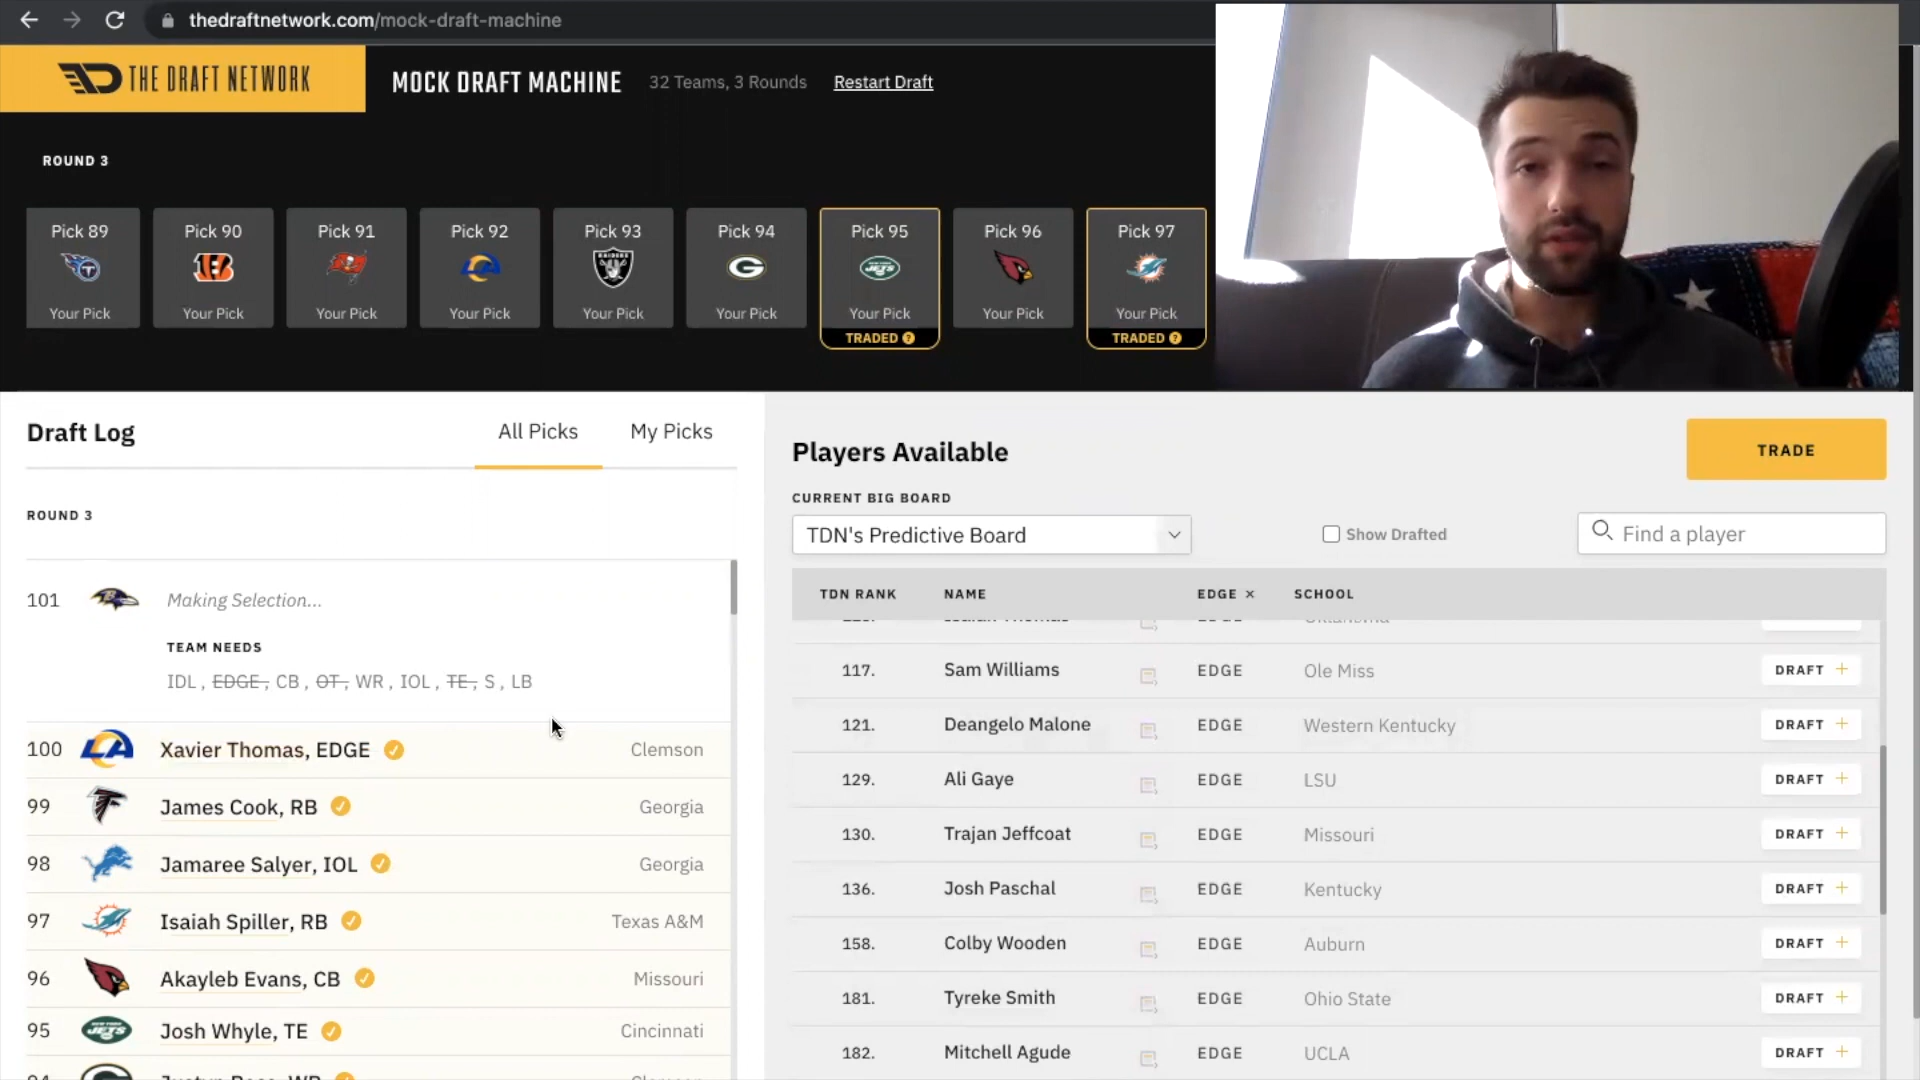 thedraftnetwork.com/mock-draft-machine
THE DRAFT NETWORK
MOCK DRAFT MACHINE
32 Teams, 3 Rounds
Restart Draft
ROUND 3
Pick 89
Your Pick
Pick 90
Your Pick
Pick 91
Your Pick
Pick 92
Your Pick
Pick 93
RAIDERS
Your Pick
Pick 94
Your Pick
Pick 95
JETS
Your Pick
TRADED ?
Pick 96
Your Pick
Pick 97
Your Pick
TRADED ?
Draft Log
All Picks
My Picks
ROUND 3
101
Making Selection...
TEAM NEEDS
IDL , EDGE , CB , OT , WR , IOL , TE , S , LB
100 Xavier Thomas, EDGE Clemson
99 James Cook, RB Georgia
98 Jamaree Salyer, IOL Georgia
97 Isaiah Spiller, RB Texas A&M
96 Akayleb Evans, CB Missouri
95 JETS Josh Whyle, TE Cincinnati
Players Available
TRADE
CURRENT BIG BOARD
TDN's Predictive Board
Show Drafted
Find a player
TDN RANK NAME EDGE × SCHOOL
117. Sam Williams EDGE Ole Miss DRAFT +
121. Deangelo Malone EDGE Western Kentucky DRAFT +
129. Ali Gaye EDGE LSU DRAFT +
130. Trajan Jeffcoat EDGE Missouri DRAFT +
136. Josh Paschal EDGE Kentucky DRAFT +
158. Colby Wooden EDGE Auburn DRAFT +
181. Tyreke Smith EDGE Ohio State DRAFT +
182. Mitchell Agude EDGE UCLA DRAFT +